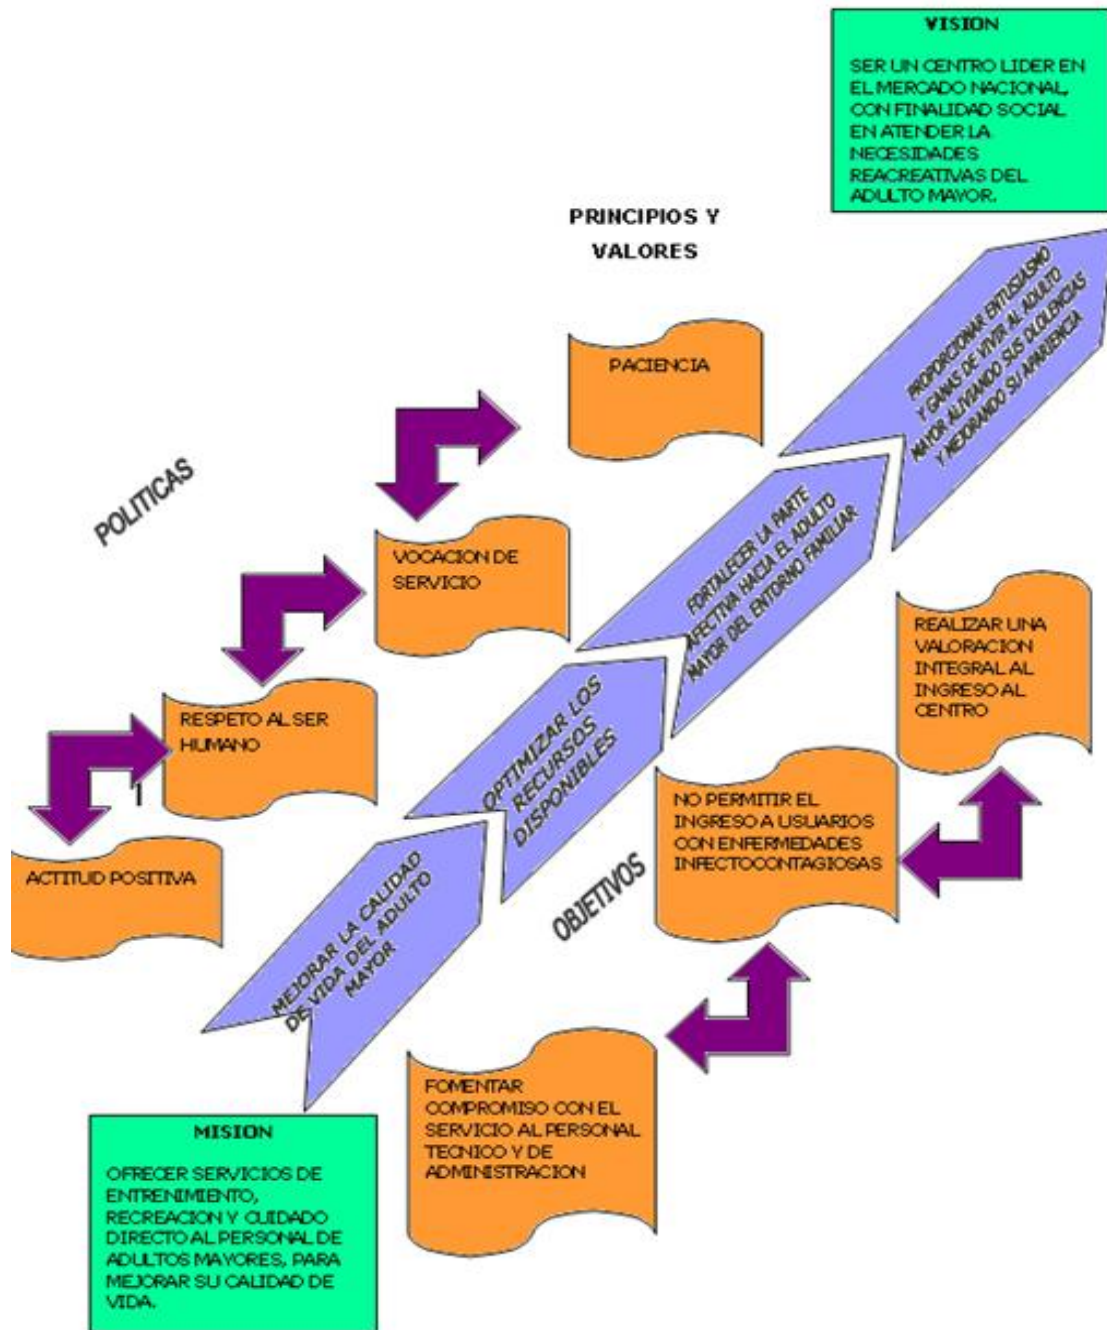 VISION
SER UN CENTRO LIDER EN
EL MERCADO NACIONAL,
CON FINALIDAD SOCIAL
EN ATENDER LA
NECESIDADES
REACREATIVAS DEL
ADULTO MAYOR.
PRINCIPIOS Y
VALORES
PROPORCIONAR ENTUSIASMO
Y GANAS DE VIVIR AL ADULTO
MAYOR ALIVIANDO SUS DLOLENCIAS
Y MEJORANDO SU APARIENCIA
PACIENCIA
POLITICAS
VOCACION DE
SERVICIO
FORTALECER LA PARTE
AFECTIVA HACIA EL ADULTO
MAYOR DEL ENTORNO FAMILIAR
REALIZAR UNA
VALORACION
INTEGRAL AL
INGRESO AL
CENTRO
RESPETO AL SER
HUMANO
1
OPTIMIZAR LOS
RECURSOS
DISPONIBLES
NO PERMITIR EL
INGRESO A USUARIOS
CON ENFERMEDADES
INFECTOCONTAGIOSAS
ACTITUD POSITIVA
OBJETIVOS
MEJORAR LA CALIDAD
DE VIDA DEL ADULTO
MAYOR
FOMENTAR
COMPROMISO CON EL
SERVICIO AL PERSONAL
TECNICO Y DE
ADMINISTRACION
MISION
OFRECER SERVICIOS DE
ENTRENIMIENTO,
RECREACION Y CUIDADO
DIRECTO AL PERSONAL DE
ADULTOS MAYORES, PARA
MEJORAR SU CALIDAD DE
VIDA.